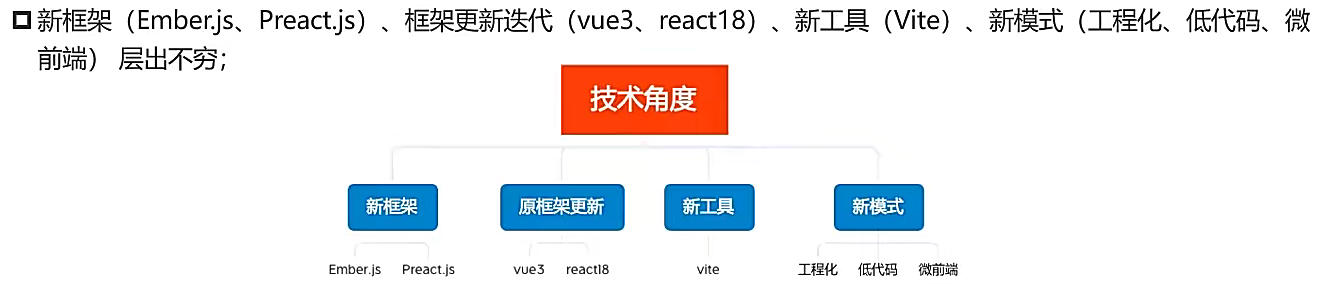 新框架（Ember.js、Preact.js）、框架更新迭代（vue3、react18）、新工具（Vite）、新模式（工程化、低代码、微
前端） 层出不穷；
技术角度
新框架 原框架更新 新工具 新模式
Ember.js Preact.js vue3 react18 vite 工程化 低代码 微前端